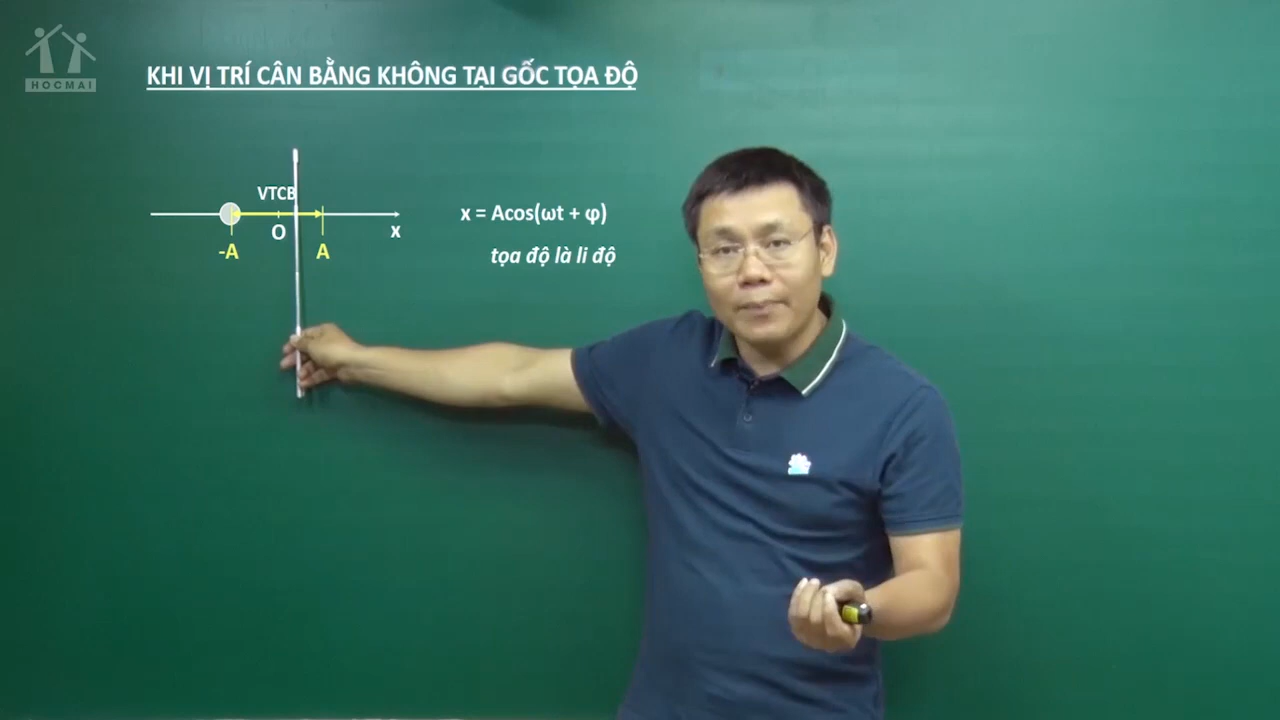 HOCMAI
KHI VỊ TRÍ CÂN BẰNG KHÔNG TẠI GỐC TỌA ĐỘ
VTCB
O
x
-A
A
x = Acos(ωt + φ)
tọa độ là li độ